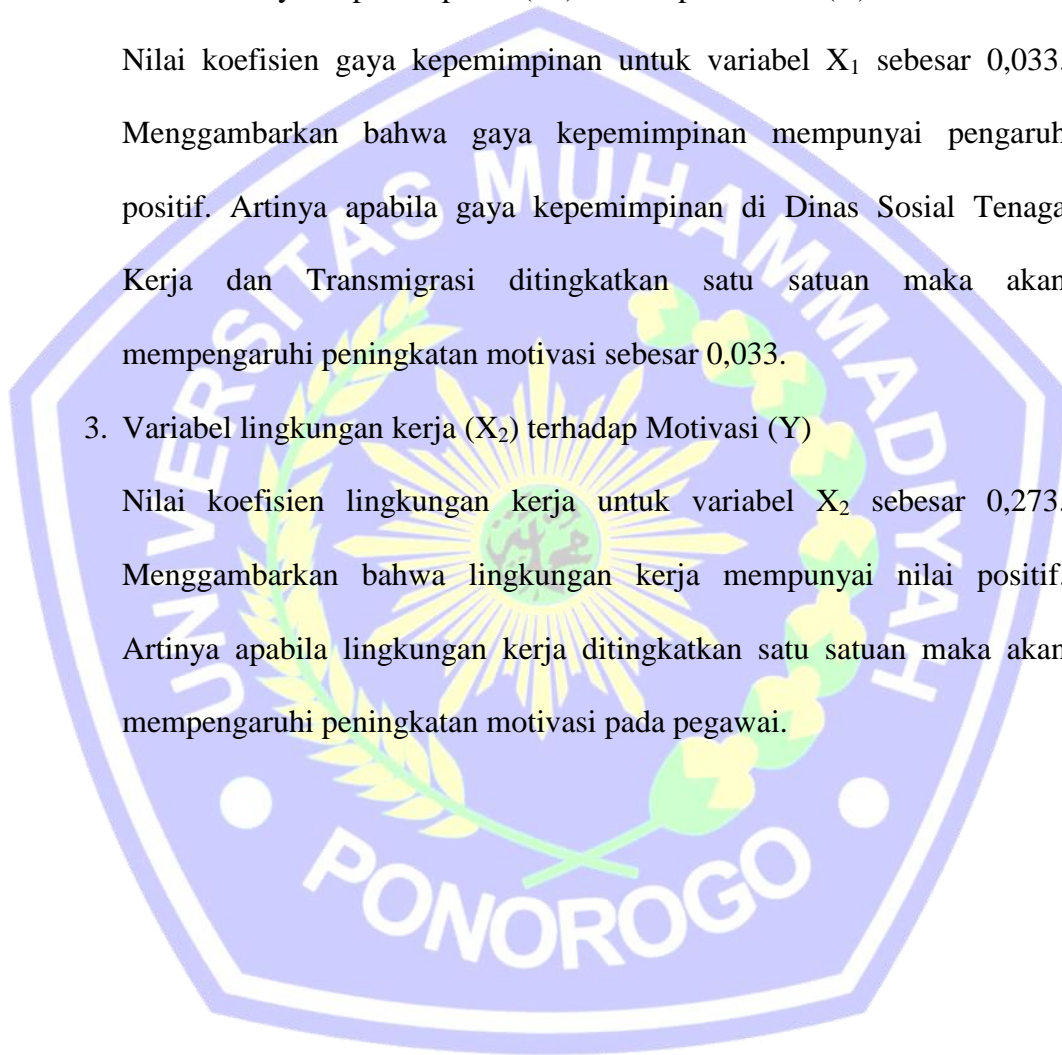 Nilai koefisien gaya kepemimpinan untuk variabel X₁ sebesar 0,033.
Menggambarkan bahwa gaya kepemimpinan mempunyai pengaruh
positif. Artinya apabila gaya kepemimpinan di Dinas Sosial Tenaga
Kerja dan Transmigrasi ditingkatkan satu satuan maka akan
mempengaruhi peningkatan motivasi sebesar 0,033.
3. Variabel lingkungan kerja (X₂) terhadap Motivasi (Y)
Nilai koefisien lingkungan kerja untuk variabel X₂ sebesar 0,273.
Menggambarkan bahwa lingkungan kerja mempunyai nilai positif.
Artinya apabila lingkungan kerja ditingkatkan satu satuan maka akan
mempengaruhi peningkatan motivasi pada pegawai.
UNIVERSITAS MUHAMMADIYAH
PONOROGO